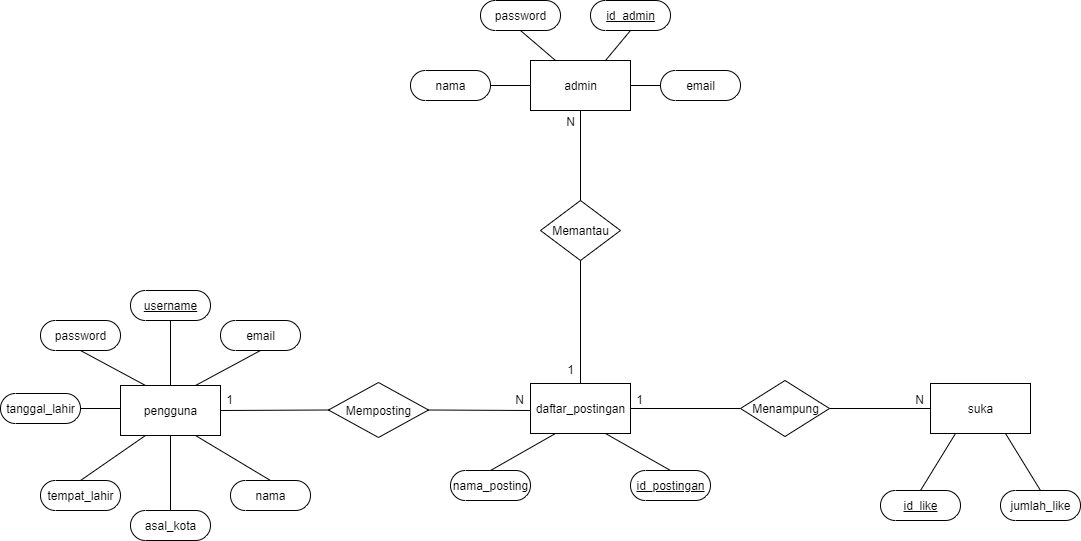 password
id_admin
nama
admin
email
N
Memantau
username
password
email
1
tanggal_lahir
pengguna
1
Memposting
N
daftar_postingan
1
Menampung
N
suka
tempat_lahir
nama
asal_kota
nama_posting
id_postingan
id_like
jumlah_like